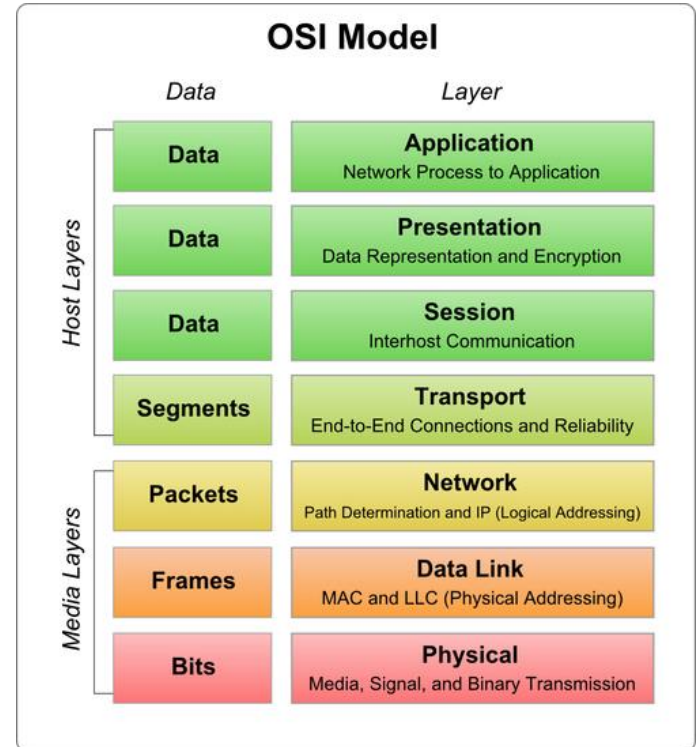 OSI Model
Data
Layer
Host Layers
Data
Application
Network Process to Application
Data
Presentation
Data Representation and Encryption
Data
Session
Interhost Communication
Segments
Transport
End-to-End Connections and Reliability
Media Layers
Packets
Network
Path Determination and IP (Logical Addressing)
Frames
Data Link
MAC and LLC (Physical Addressing)
Bits
Physical
Media, Signal, and Binary Transmission